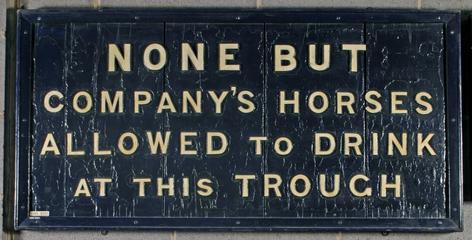 NONE BUT
COMPANY'S HORSES
ALLOWED TO DRINK
AT THIS TROUGH